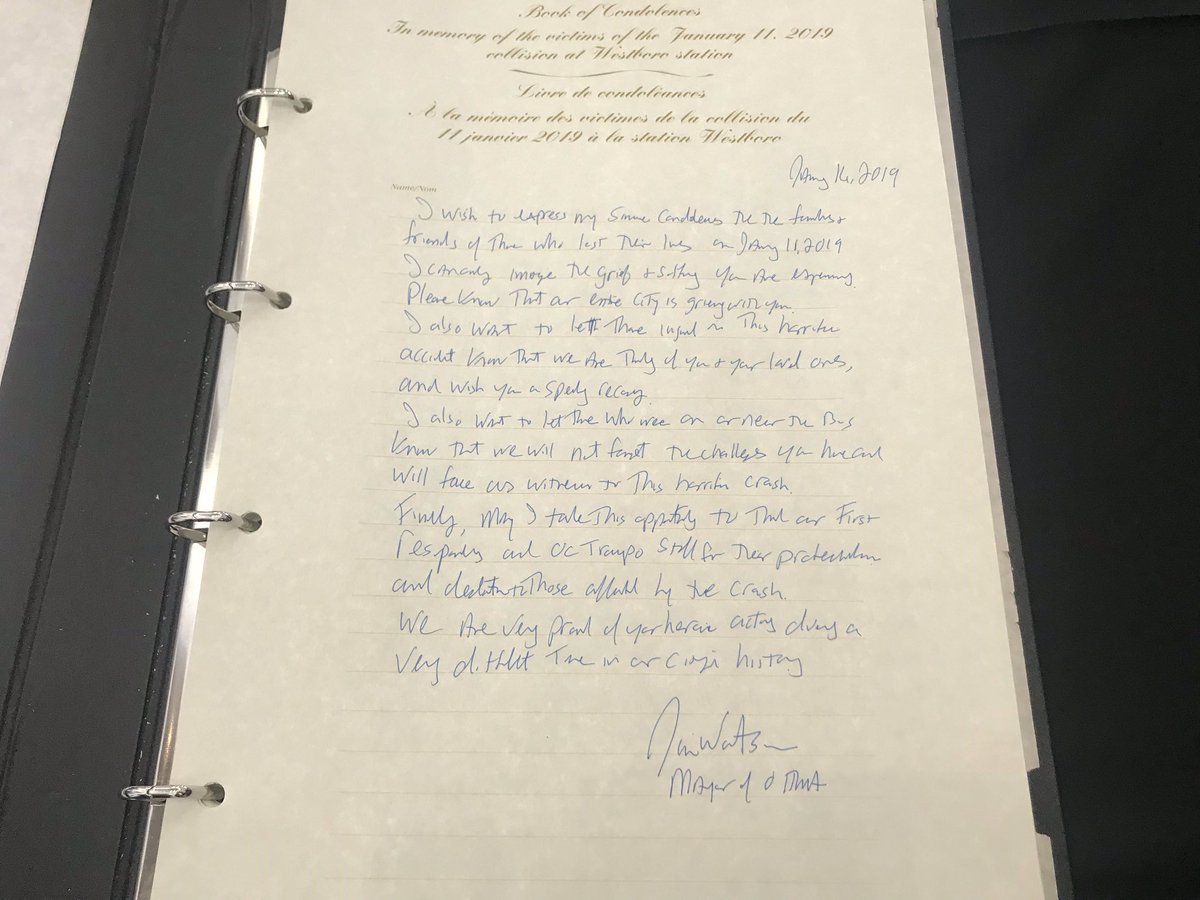 Book of Condolences
In memory of the victims of the January 11, 2019
collision at Westboro station
Livre de condoléances
À la mémoire des victimes de la collision du
11 janvier 2019 à la station Westboro
January 14, 2019
Name/Nom
I wish to express my sincere condolences to the families +
friends of those who lost their lives on January 11, 2019
I can only imagine the grief + suffering you are experiencing.
Please know that our entire city is grieving with you.
I also want to let those injured in this horrific
accident know that we are thinking of you + your loved ones,
and wish you a speedy recovery.
I also want to let those who were on or near the Bus
know that we will not forget the challenges you have and
will face as witness to this horrific crash.
Finally, may I take this opportunity to thank our First
responders and OC Transpo staff for their professionalism
and dedication to those affected by the crash.
We are very proud of your heroic actions during a
very difficult time in our city's history
Jim Watson
Mayor of Ottawa